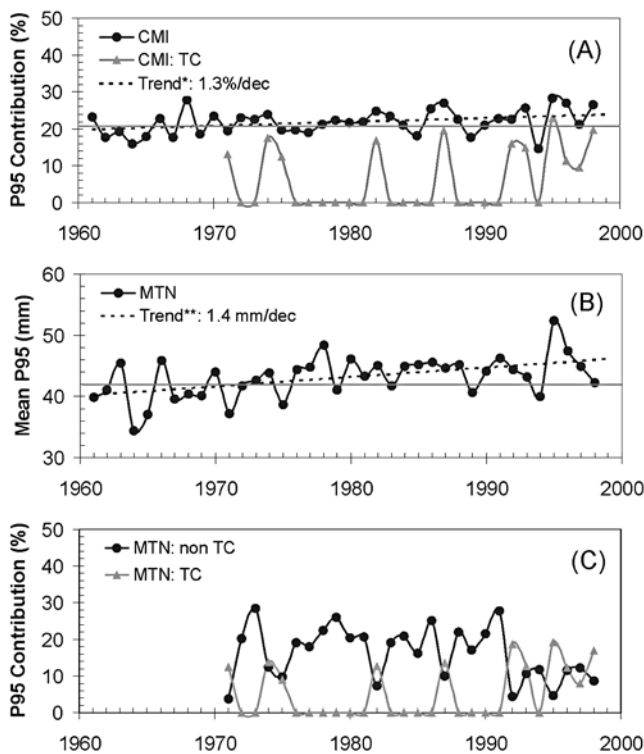 50
40
30
20
10
0
P95 Contribution (%)
CMI
CMI: TC
Trend*: 1.3%/dec
(A)
1960 1970 1980 1990 2000
60
50
40
30
Mean P95 (mm)
MTN
Trend**: 1.4 mm/dec
(B)
1960 1970 1980 1990 2000
50
40
30
20
10
0
P95 Contribution (%)
MTN: non TC
MTN: TC
(C)
1960 1970 1980 1990 2000